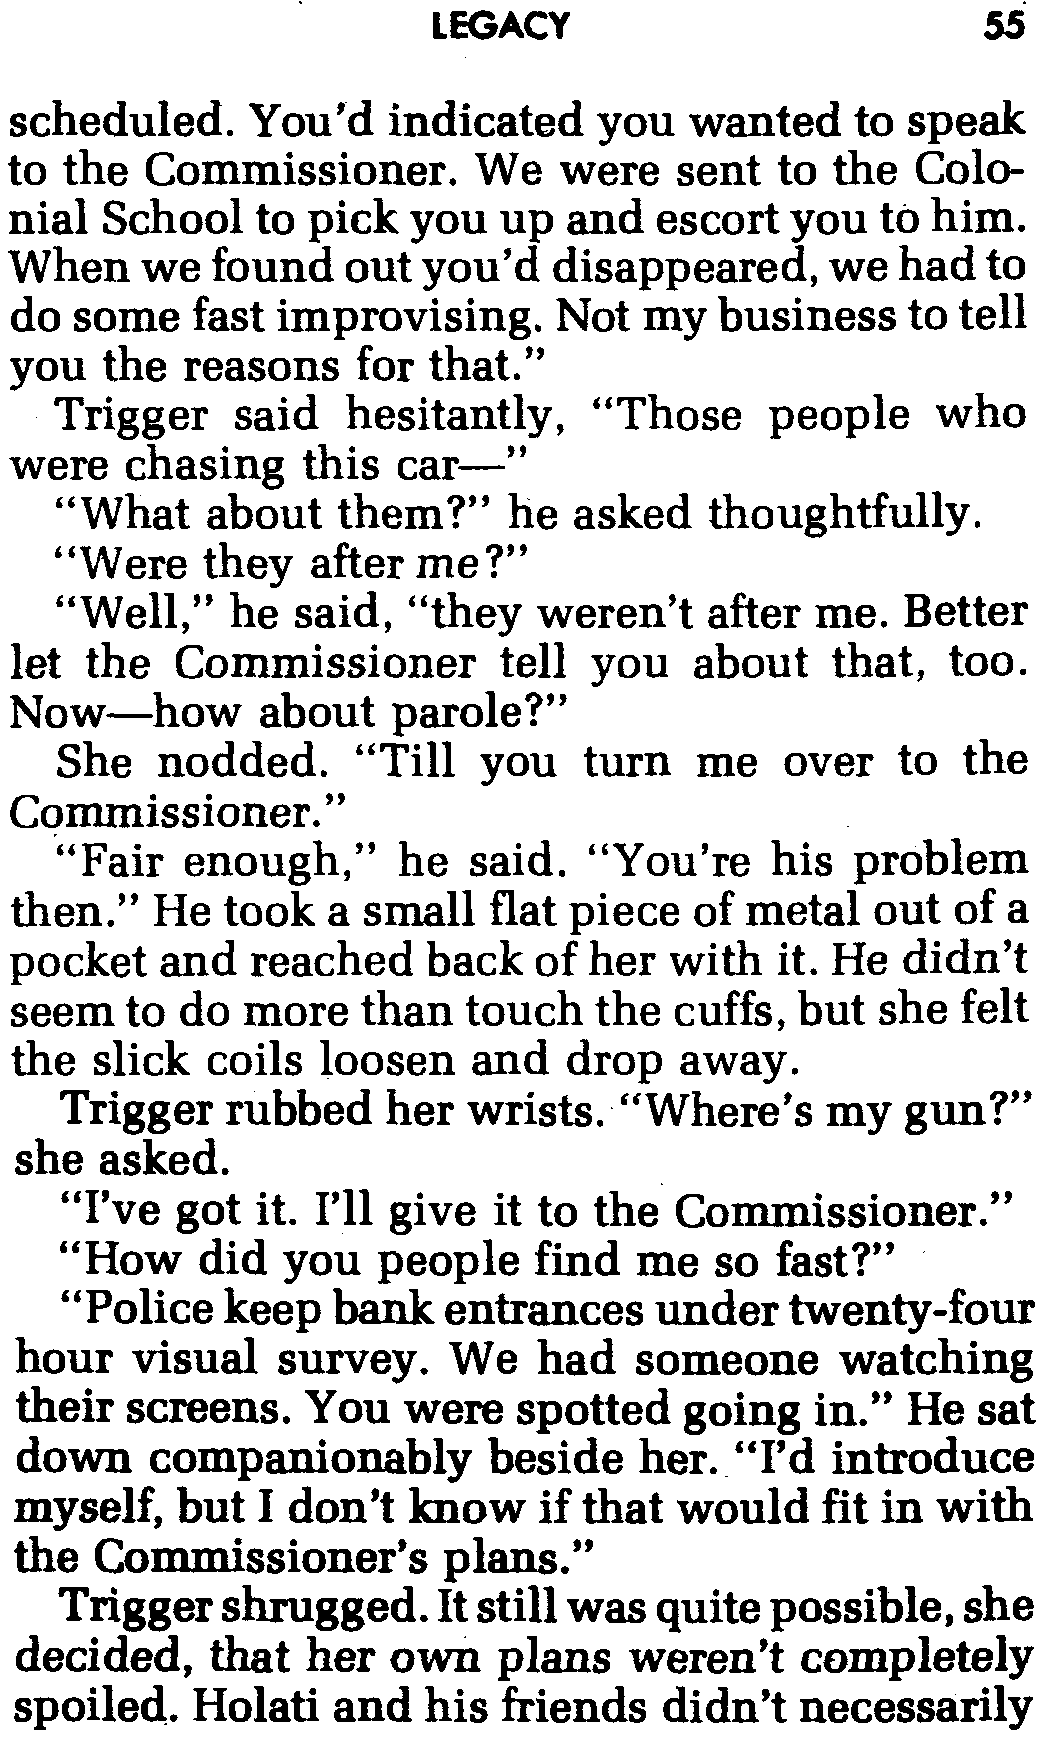 LEGACY 55
scheduled. You'd indicated you wanted to speak
to the Commissioner. We were sent to the Colo-
nial School to pick you up and escort you to him.
When we found out you'd disappeared, we had to
do some fast improvising. Not my business to tell
you the reasons for that."
Trigger said hesitantly, "Those people who
were chasing this car—"
"What about them?" he asked thoughtfully.
"Were they after me?"
"Well," he said, "they weren't after me. Better
let the Commissioner tell you about that, too.
Now—how about parole?"
She nodded. "Till you turn me over to the
Commissioner."
"Fair enough," he said. "You're his problem
then." He took a small flat piece of metal out of a
pocket and reached back of her with it. He didn't
seem to do more than touch the cuffs, but she felt
the slick coils loosen and drop away.
Trigger rubbed her wrists. "Where's my gun?"
she asked.
"I've got it. I'll give it to the Commissioner."
"How did you people find me so fast?"
"Police keep bank entrances under twenty-four
hour visual survey. We had someone watching
their screens. You were spotted going in." He sat
down companionably beside her. "I'd introduce
myself, but I don't know if that would fit in with
the Commissioner's plans."
Trigger shrugged. It still was quite possible, she
decided, that her own plans weren't completely
spoiled. Holati and his friends didn't necessarily